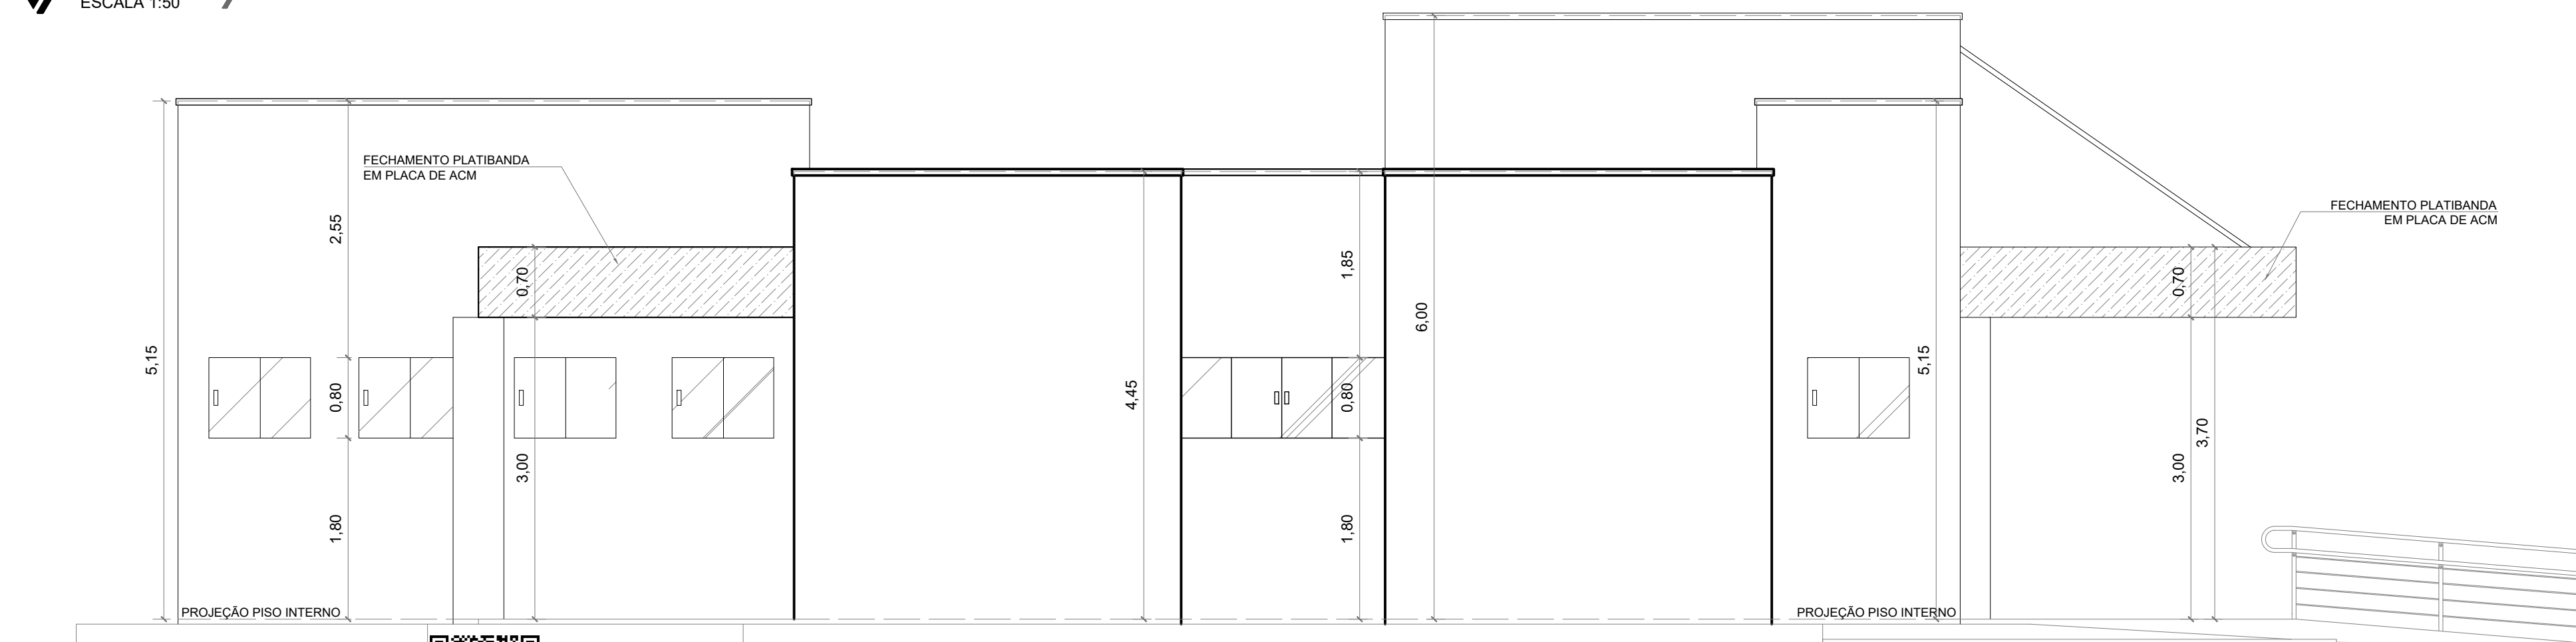 ESCALA 1:50
FECHAMENTO PLATIBANDA
EM PLACA DE ACM
FECHAMENTO PLATIBANDA
EM PLACA DE ACM
5,15
2,55
0,80
1,80
0,70
3,00
4,45
1,85
0,80
1,80
6,00
5,15
0,70
3,00
3,70
PROJEÇÃO PISO INTERNO
PROJEÇÃO PISO INTERNO